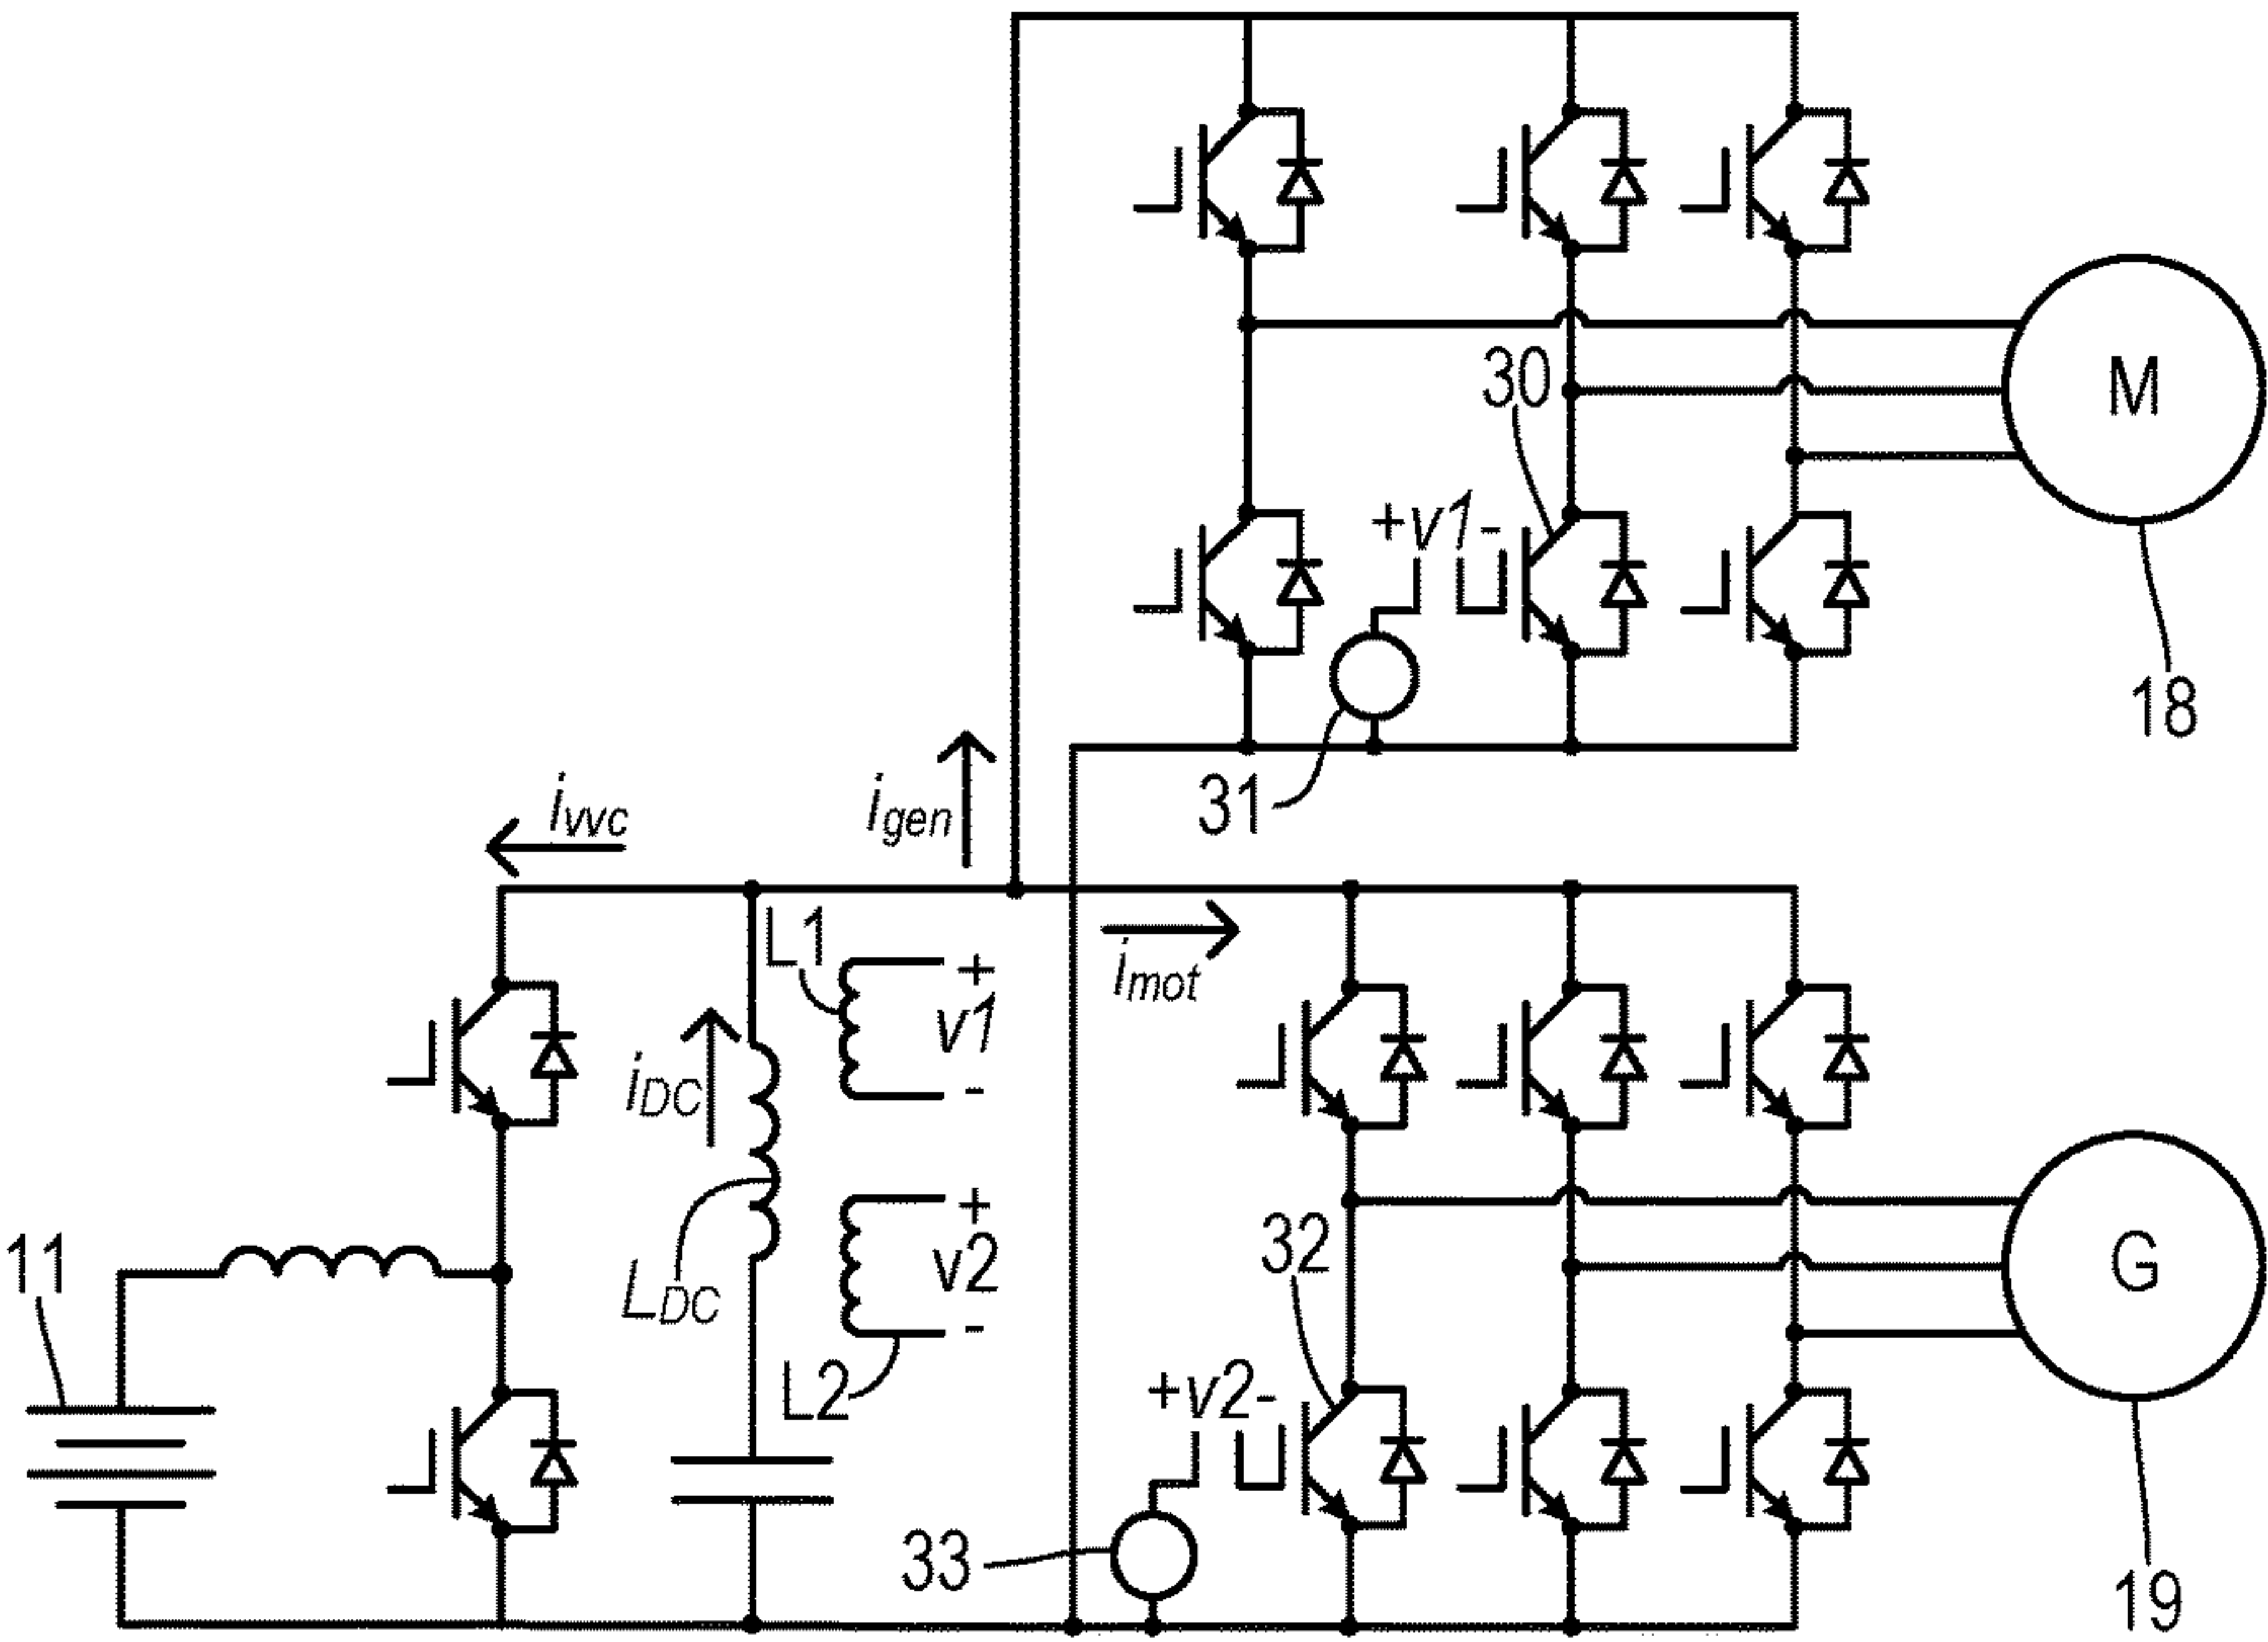 M
30
+v1-
18
31
ivvc
igen
L1
+
v1
-
imot
iDC
+
v2
-
LDC
L2
11
32
+v2-
G
33
19